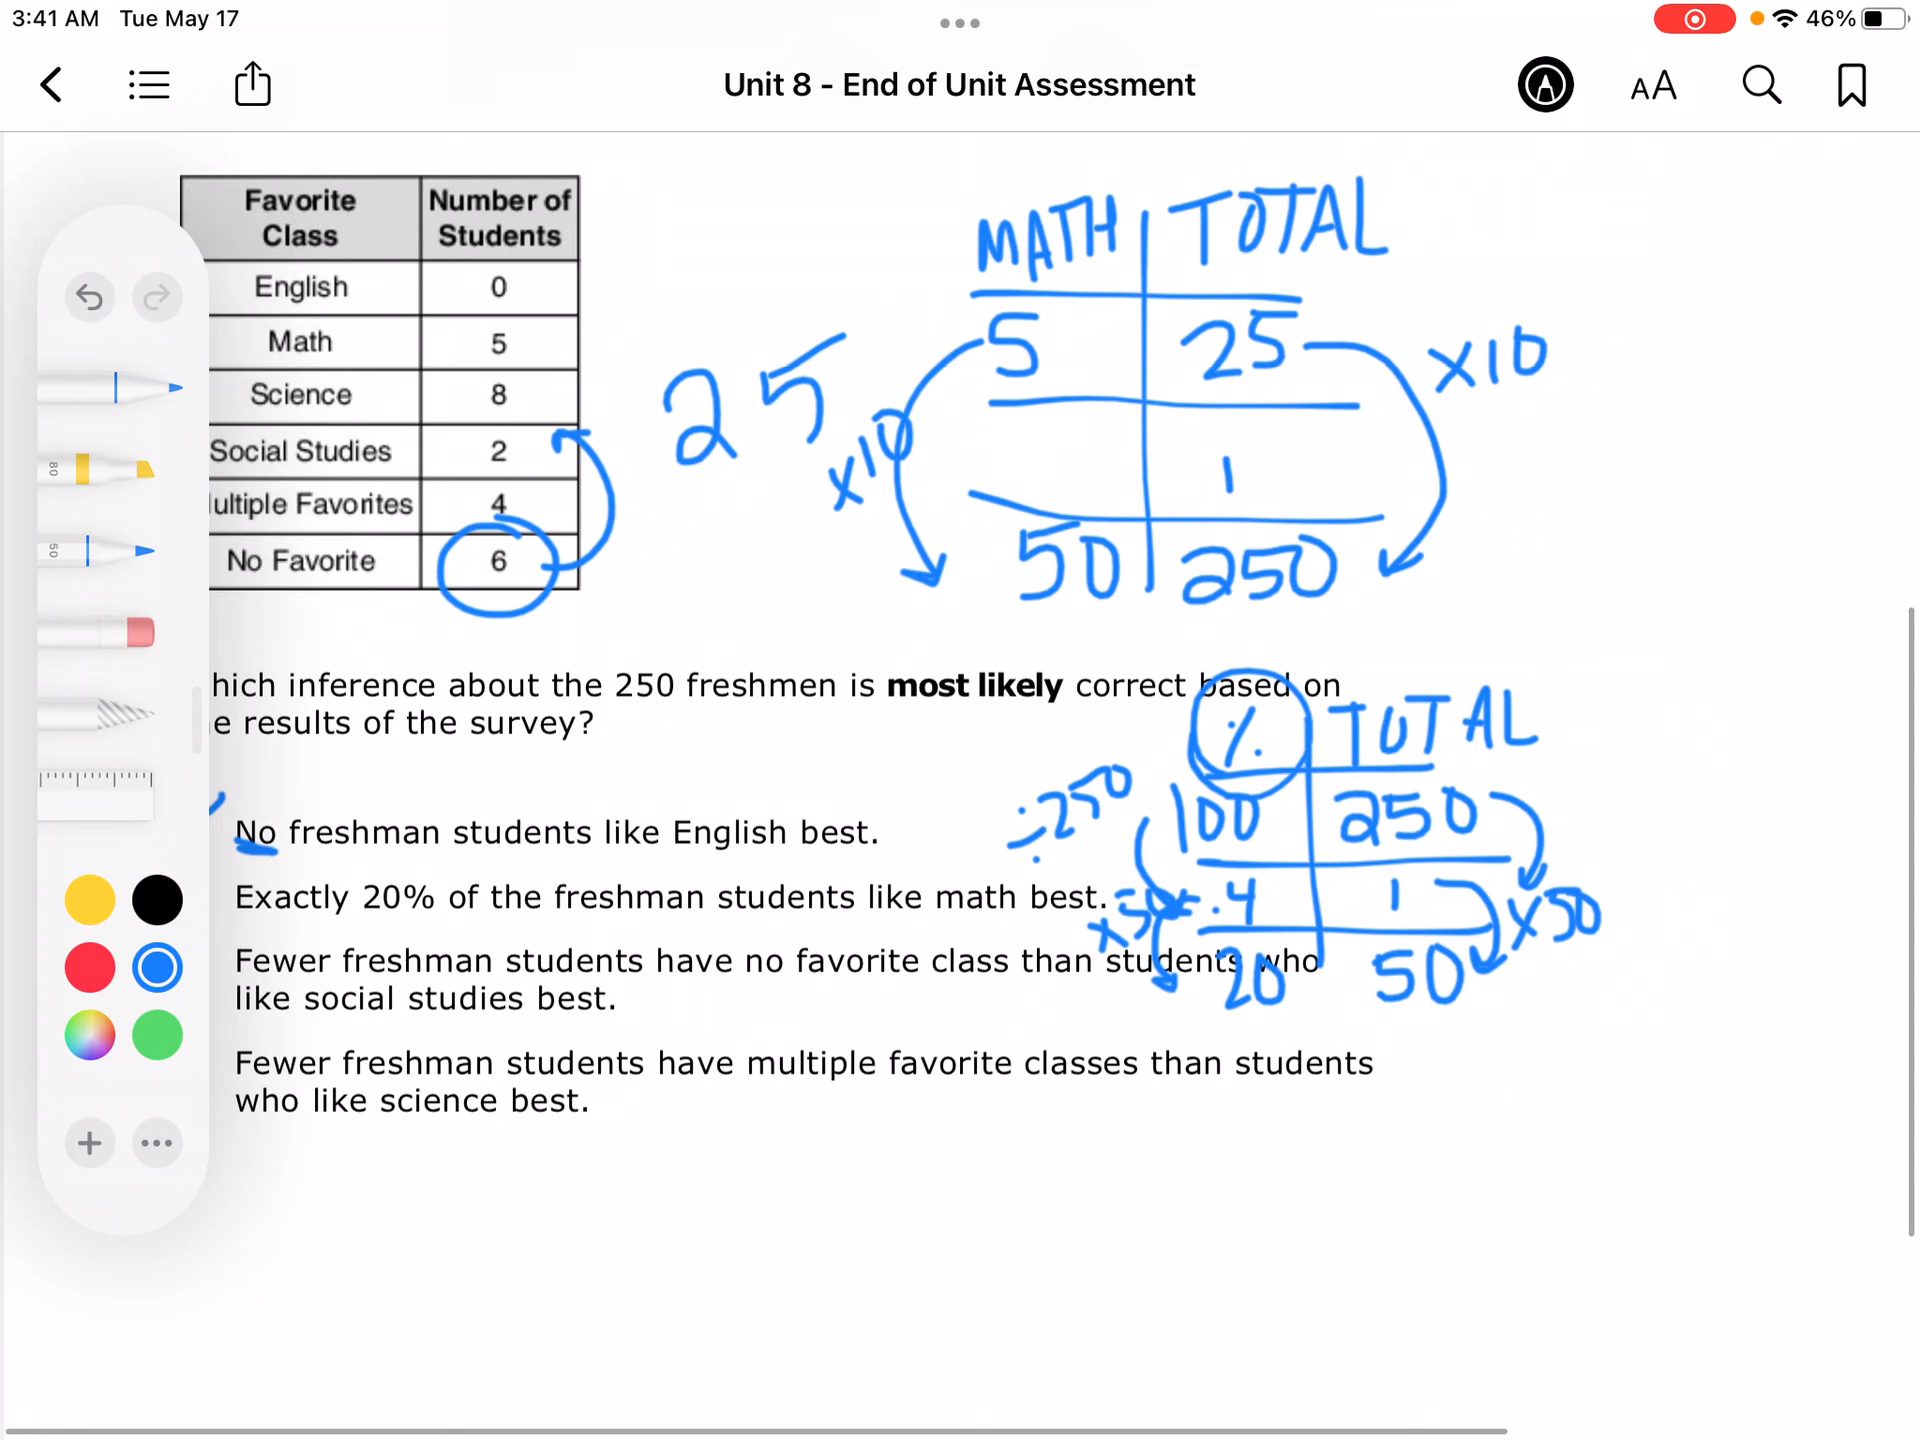 3:41 AM Tue May 17
46%
Unit 8 - End of Unit Assessment
Favorite Class Number of Students
English 0
Math 5
Science 8
Social Studies 2
ultiple Favorites 4
No Favorite 6
25
MATH TOTAL
5 25
x10 x10
1
50 250
hich inference about the 250 freshmen is most likely correct based on
e results of the survey?
% TOTAL
÷250 100 250
No freshman students like English best.
Exactly 20% of the freshman students like math best.
.4 1
x50
20 50
Fewer freshman students have no favorite class than students who
like social studies best.
Fewer freshman students have multiple favorite classes than students
who like science best.
80
50